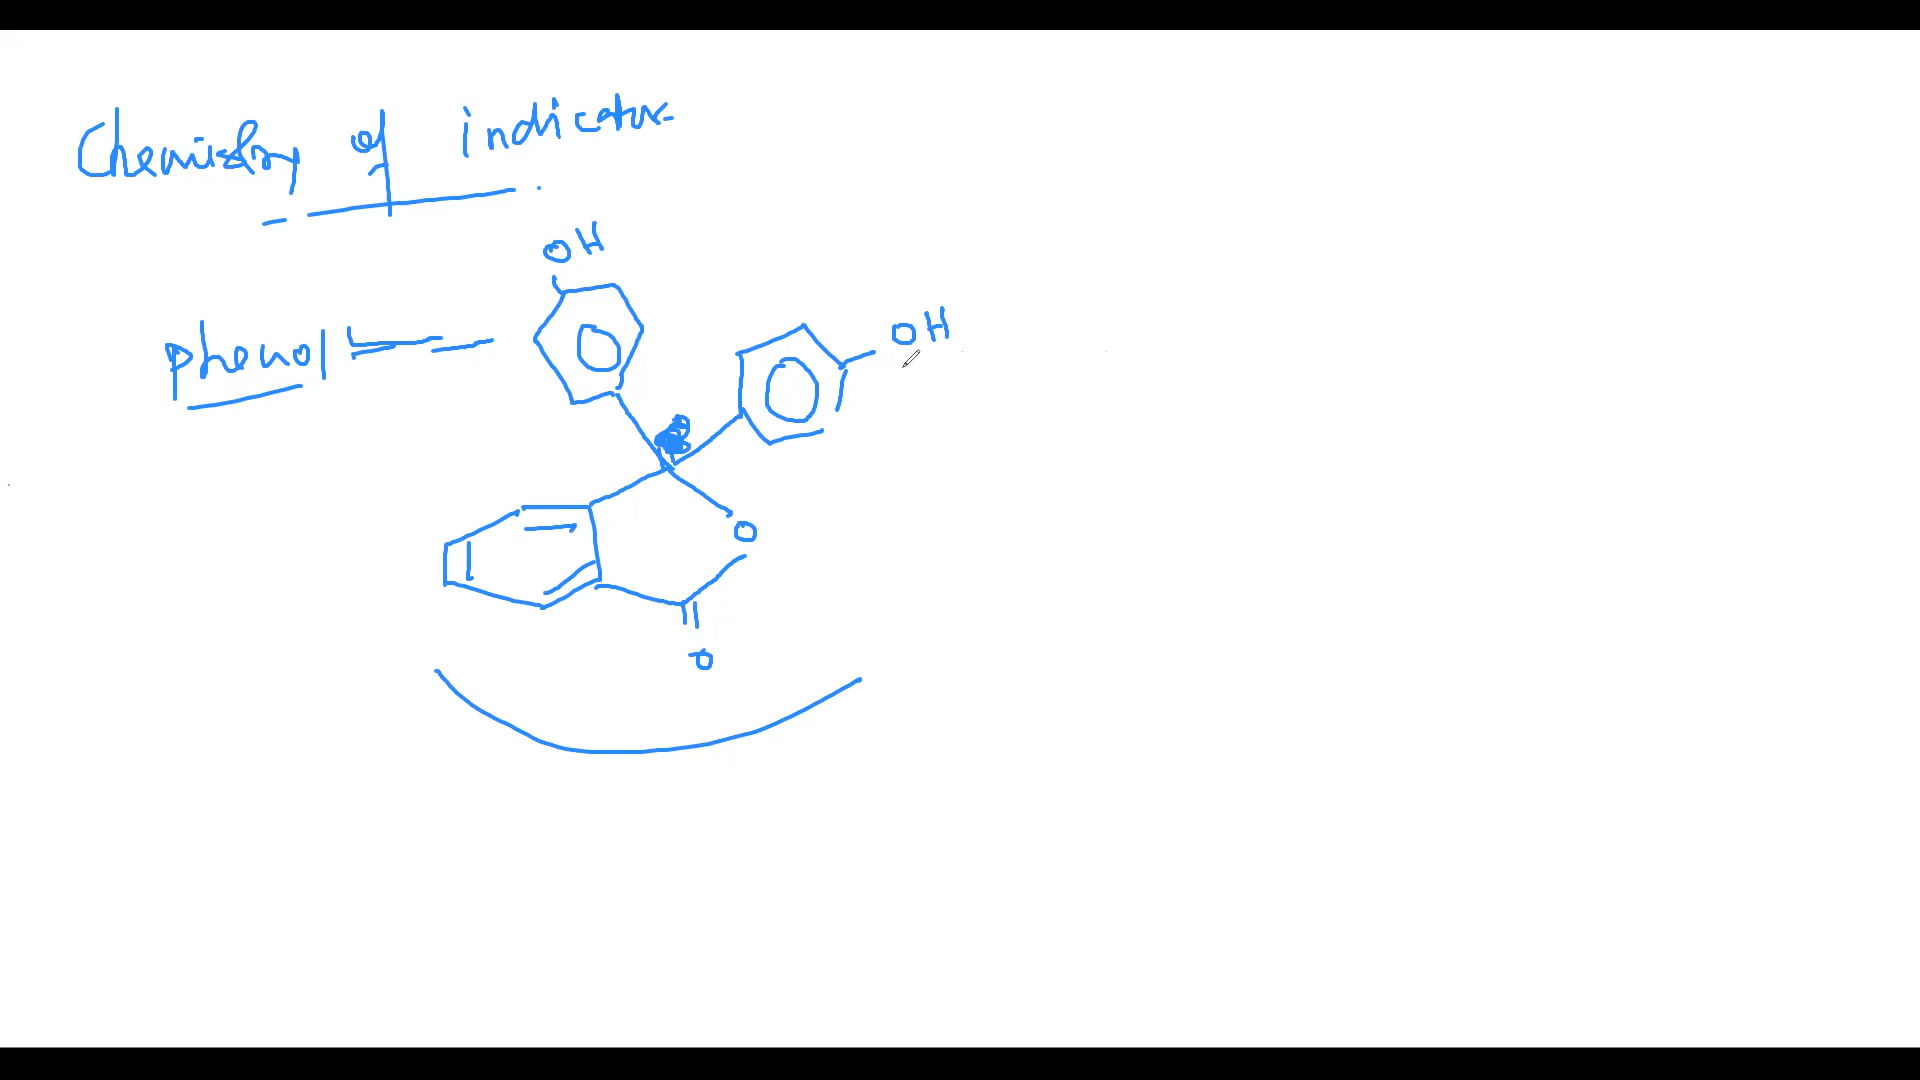 Chemistry of indicator
OH
OH
phenol
O
O